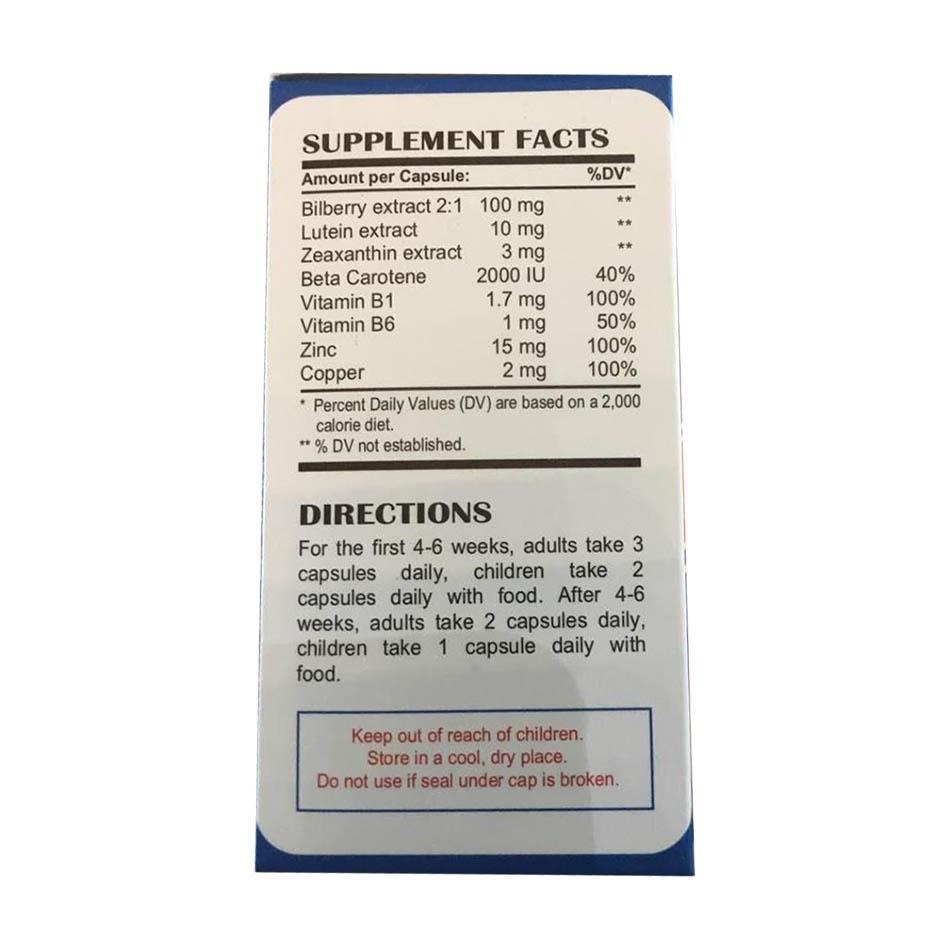 SUPPLEMENT FACTS
Amount per Capsule: %DV*
Bilberry extract 2:1 100 mg **
Lutein extract 10 mg **
Zeaxanthin extract 3 mg **
Beta Carotene 2000 IU 40%
Vitamin B1 1.7 mg 100%
Vitamin B6 1 mg 50%
Zinc 15 mg 100%
Copper 2 mg 100%
* Percent Daily Values (DV) are based on a 2,000
calorie diet.
** % DV not established.
DIRECTIONS
For the first 4-6 weeks, adults take 3
capsules daily, children take 2
capsules daily with food. After 4-6
weeks, adults take 2 capsules daily,
children take 1 capsule daily with
food.
Keep out of reach of children.
Store in a cool, dry place.
Do not use if seal under cap is broken.